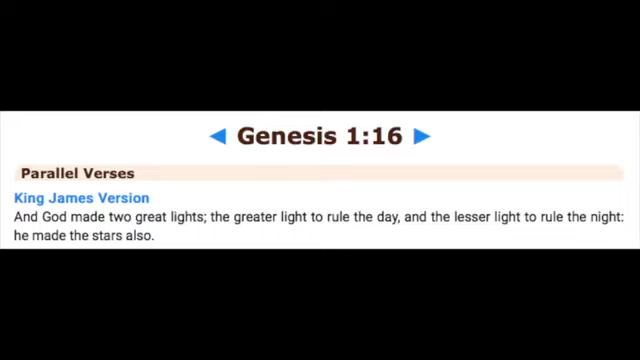 Genesis 1:16
Parallel Verses
King James Version
And God made two great lights; the greater light to rule the day, and the lesser light to rule the night:
he made the stars also.